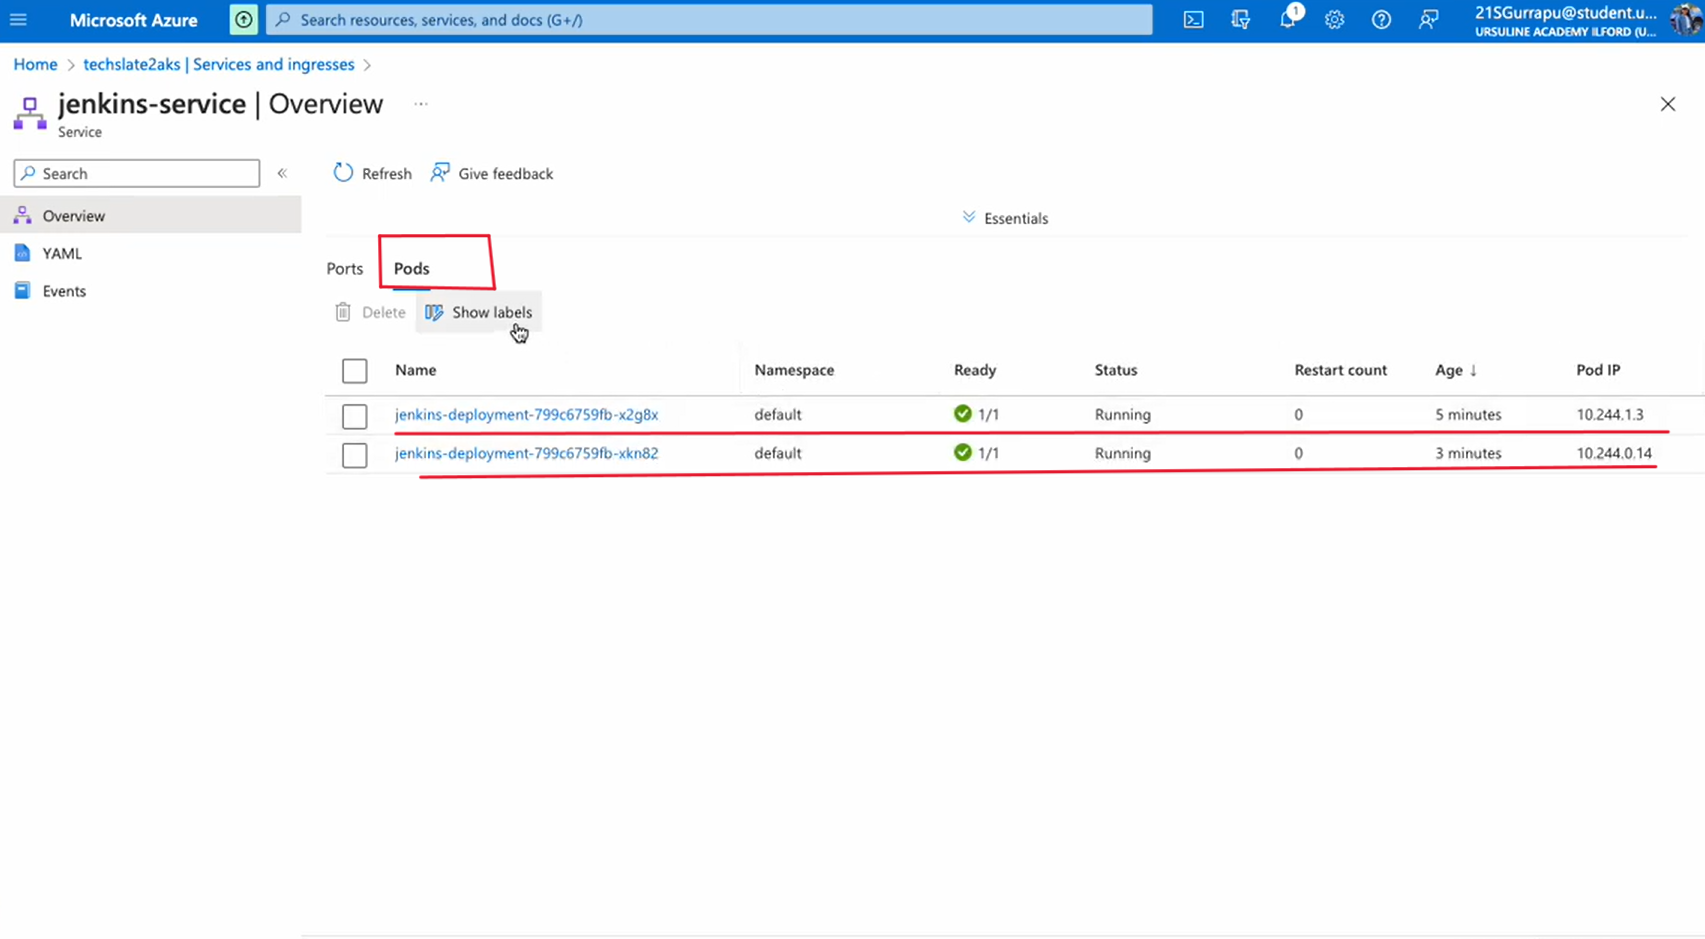 Microsoft Azure
Search resources, services, and docs (G+/)
1
21SGurrapu@student.u...
URSULINE ACADEMY ILFORD (U...
Home > techslate2aks | Services and ingresses >
jenkins-service | Overview ...
Service
Search «
Refresh Give feedback
Overview
Essentials
YAML
Ports Pods
Events
Delete Show labels
Name Namespace Ready Status Restart count Age ↓ Pod IP
jenkins-deployment-799c6759fb-x2g8x default 1/1 Running 0 5 minutes 10.244.1.3
jenkins-deployment-799c6759fb-xkn82 default 1/1 Running 0 3 minutes 10.244.0.14